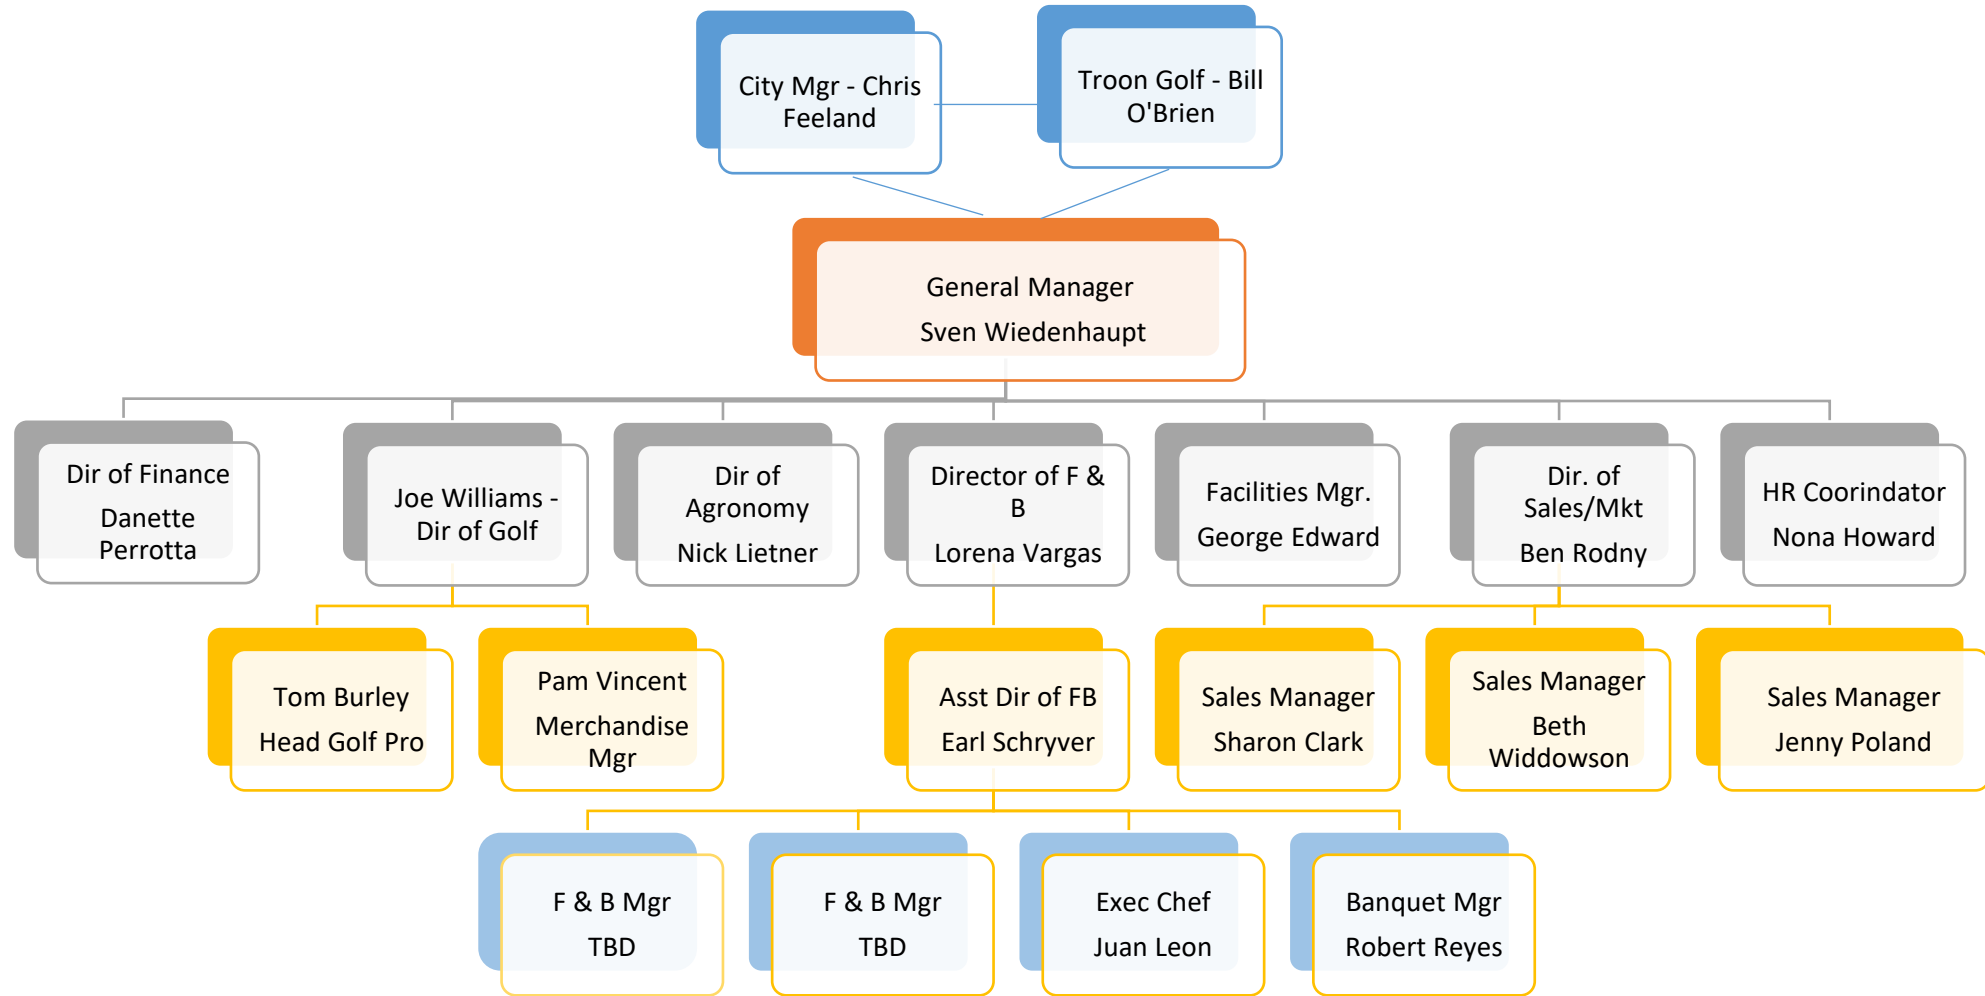 City Mgr - Chris
Feeland
Troon Golf - Bill
O'Brien
General Manager
Sven Wiedenhaupt
Dir of Finance
Danette
Perrotta
Joe Williams -
Dir of Golf
Dir of
Agronomy
Nick Lietner
Director of F &
B
Lorena Vargas
Facilities Mgr.
George Edward
Dir. of
Sales/Mkt
Ben Rodny
HR Coorindator
Nona Howard
Tom Burley
Head Golf Pro
Pam Vincent
Merchandise
Mgr
Asst Dir of FB
Earl Schryver
Sales Manager
Sharon Clark
Sales Manager
Beth
Widdowson
Sales Manager
Jenny Poland
F & B Mgr
TBD
F & B Mgr
TBD
Exec Chef
Juan Leon
Banquet Mgr
Robert Reyes